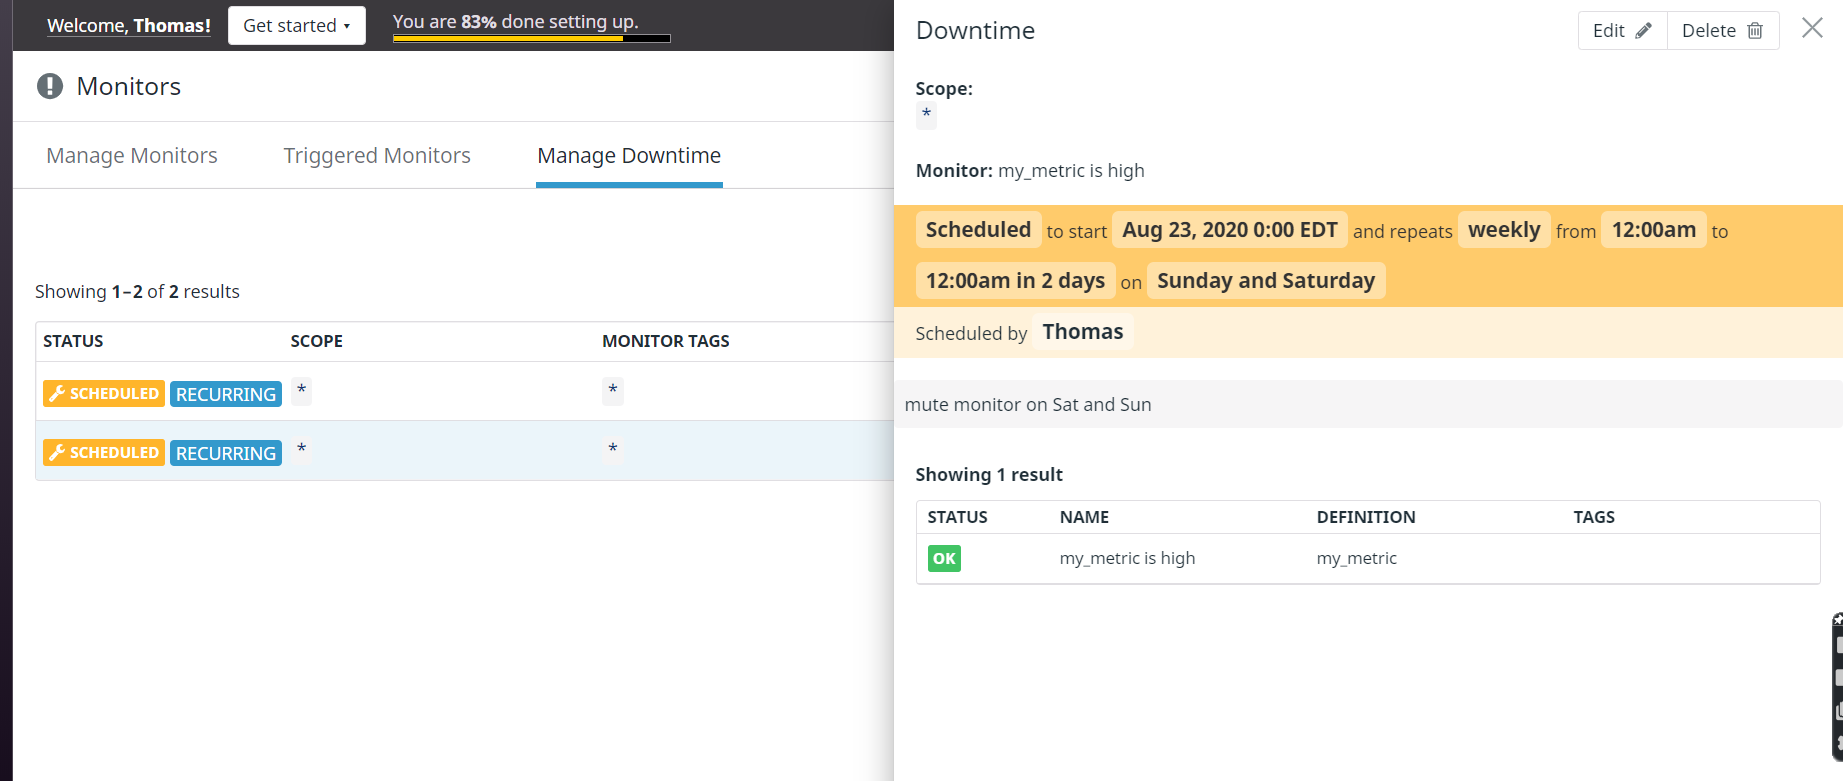 Welcome, Thomas!
Get started
You are 83% done setting up.
Monitors
Manage Monitors
Triggered Monitors
Manage Downtime
Showing 1–2 of 2 results
STATUS SCOPE MONITOR TAGS
SCHEDULED RECURRING * *
SCHEDULED RECURRING * *
Downtime
Edit
Delete
Scope:
*
Monitor: my_metric is high
Scheduled to start Aug 23, 2020 0:00 EDT and repeats weekly from 12:00am to
12:00am in 2 days on Sunday and Saturday
Scheduled by Thomas
mute monitor on Sat and Sun
Showing 1 result
STATUS NAME DEFINITION TAGS
OK my_metric is high my_metric